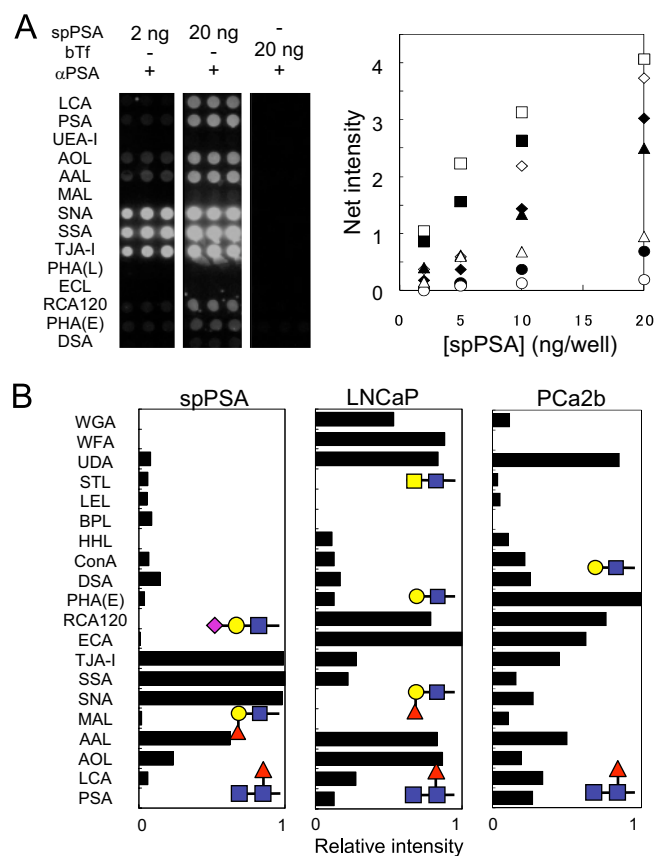 A
spPSA 2 ng 20 ng -
bTf - - 20 ng
αPSA + + +
LCA
PSA
UEA-I
AOL
AAL
MAL
SNA
SSA
TJA-I
PHA(L)
ECL
RCA120
PHA(E)
DSA
Net intensity
4
3
2
1
0
0 5 10 15 20
[spPSA] (ng/well)
B
spPSA LNCaP PCa2b
WGA
WFA
UDA
STL
LEL
BPL
HHL
ConA
DSA
PHA(E)
RCA120
ECA
TJA-I
SSA
SNA
MAL
AAL
AOL
LCA
PSA
0 1 0 1 0 1
Relative intensity